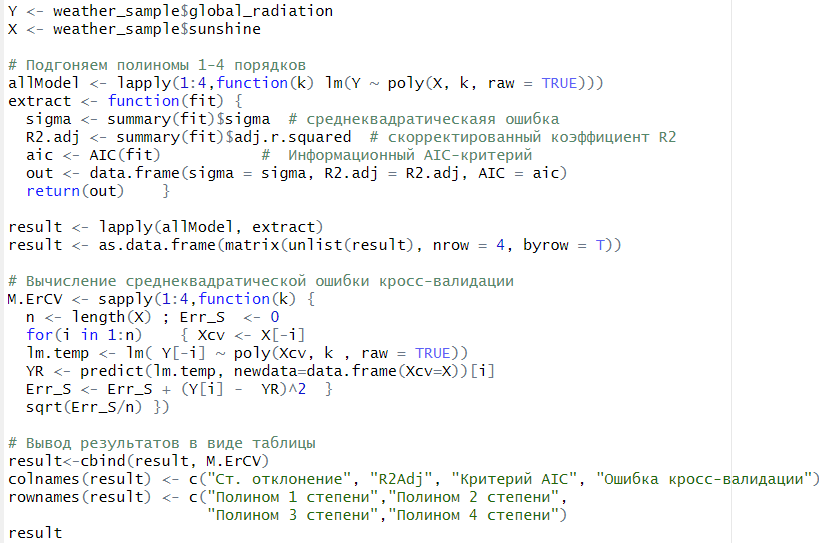 Y <- weather_sample$global_radiation
X <- weather_sample$sunshine
# Подгоняем полиномы 1-4 порядков
allModel <- lapply(1:4,function(k) lm(Y ~ poly(X, k, raw = TRUE)))
extract <- function(fit) {
  sigma <- summary(fit)$sigma  # среднеквадратическаяя ошибка
  R2.adj <- summary(fit)$adj.r.squared  # скорректированный коэффициент R2
  aic <- AIC(fit)           #  Информационный AIC-критерий
  out <- data.frame(sigma = sigma, R2.adj = R2.adj, AIC = aic)
  return(out)    }
result <- lapply(allModel, extract)
result <- as.data.frame(matrix(unlist(result), nrow = 4, byrow = T))
# Вычисление среднеквадратической ошибки кросс-валидации
M.ErCV <- sapply(1:4,function(k) {
  n <- length(X) ; Err_S  <- 0
  for(i in 1:n)    { Xcv <- X[-i]
  lm.temp <- lm( Y[-i] ~ poly(Xcv, k , raw = TRUE))
  YR <- predict(lm.temp, newdata=data.frame(Xcv=X))[i]
  Err_S <- Err_S + (Y[i] -  YR)^2  }
  sqrt(Err_S/n) })
# Вывод результатов в виде таблицы
result<-cbind(result, M.ErCV)
colnames(result) <- c("Ст. отклонение", "R2Adj", "Критерий AIC", "Ошибка кросс-валидации")
rownames(result) <- c("Полином 1 степени","Полином 2 степени",
                      "Полином 3 степени","Полином 4 степени")
result